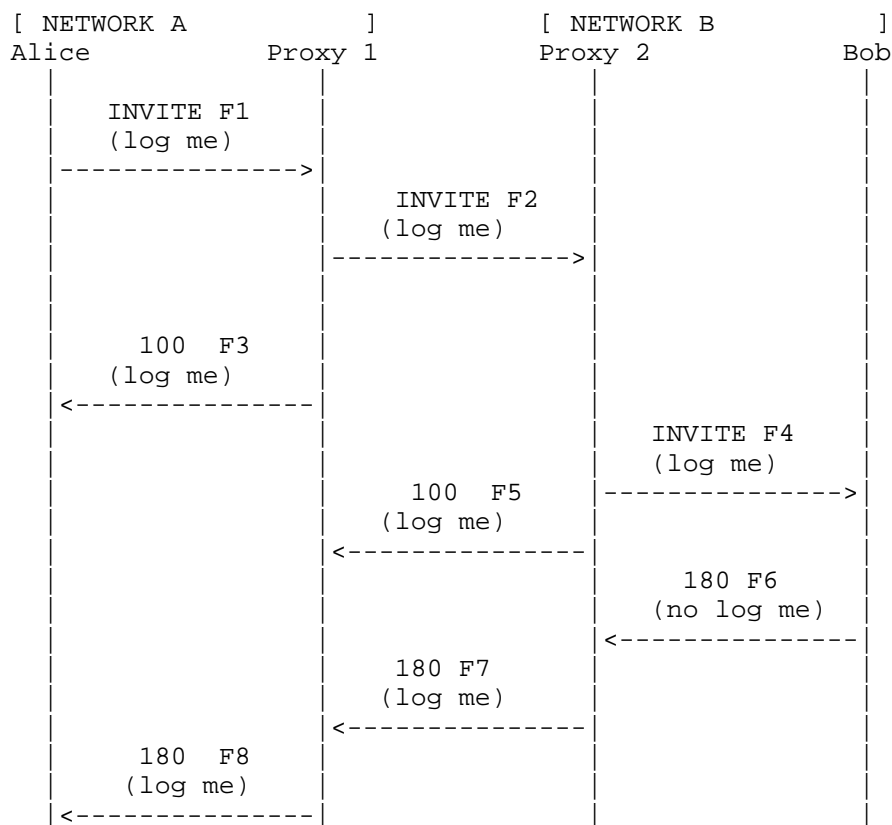 [ NETWORK A ] [ NETWORK B ]
Alice Proxy 1 Proxy 2 Bob
INVITE F1
(log me)
INVITE F2
(log me)
100 F3
(log me)
INVITE F4
(log me)
100 F5
(log me)
180 F6
(no log me)
180 F7
(log me)
180 F8
(log me)